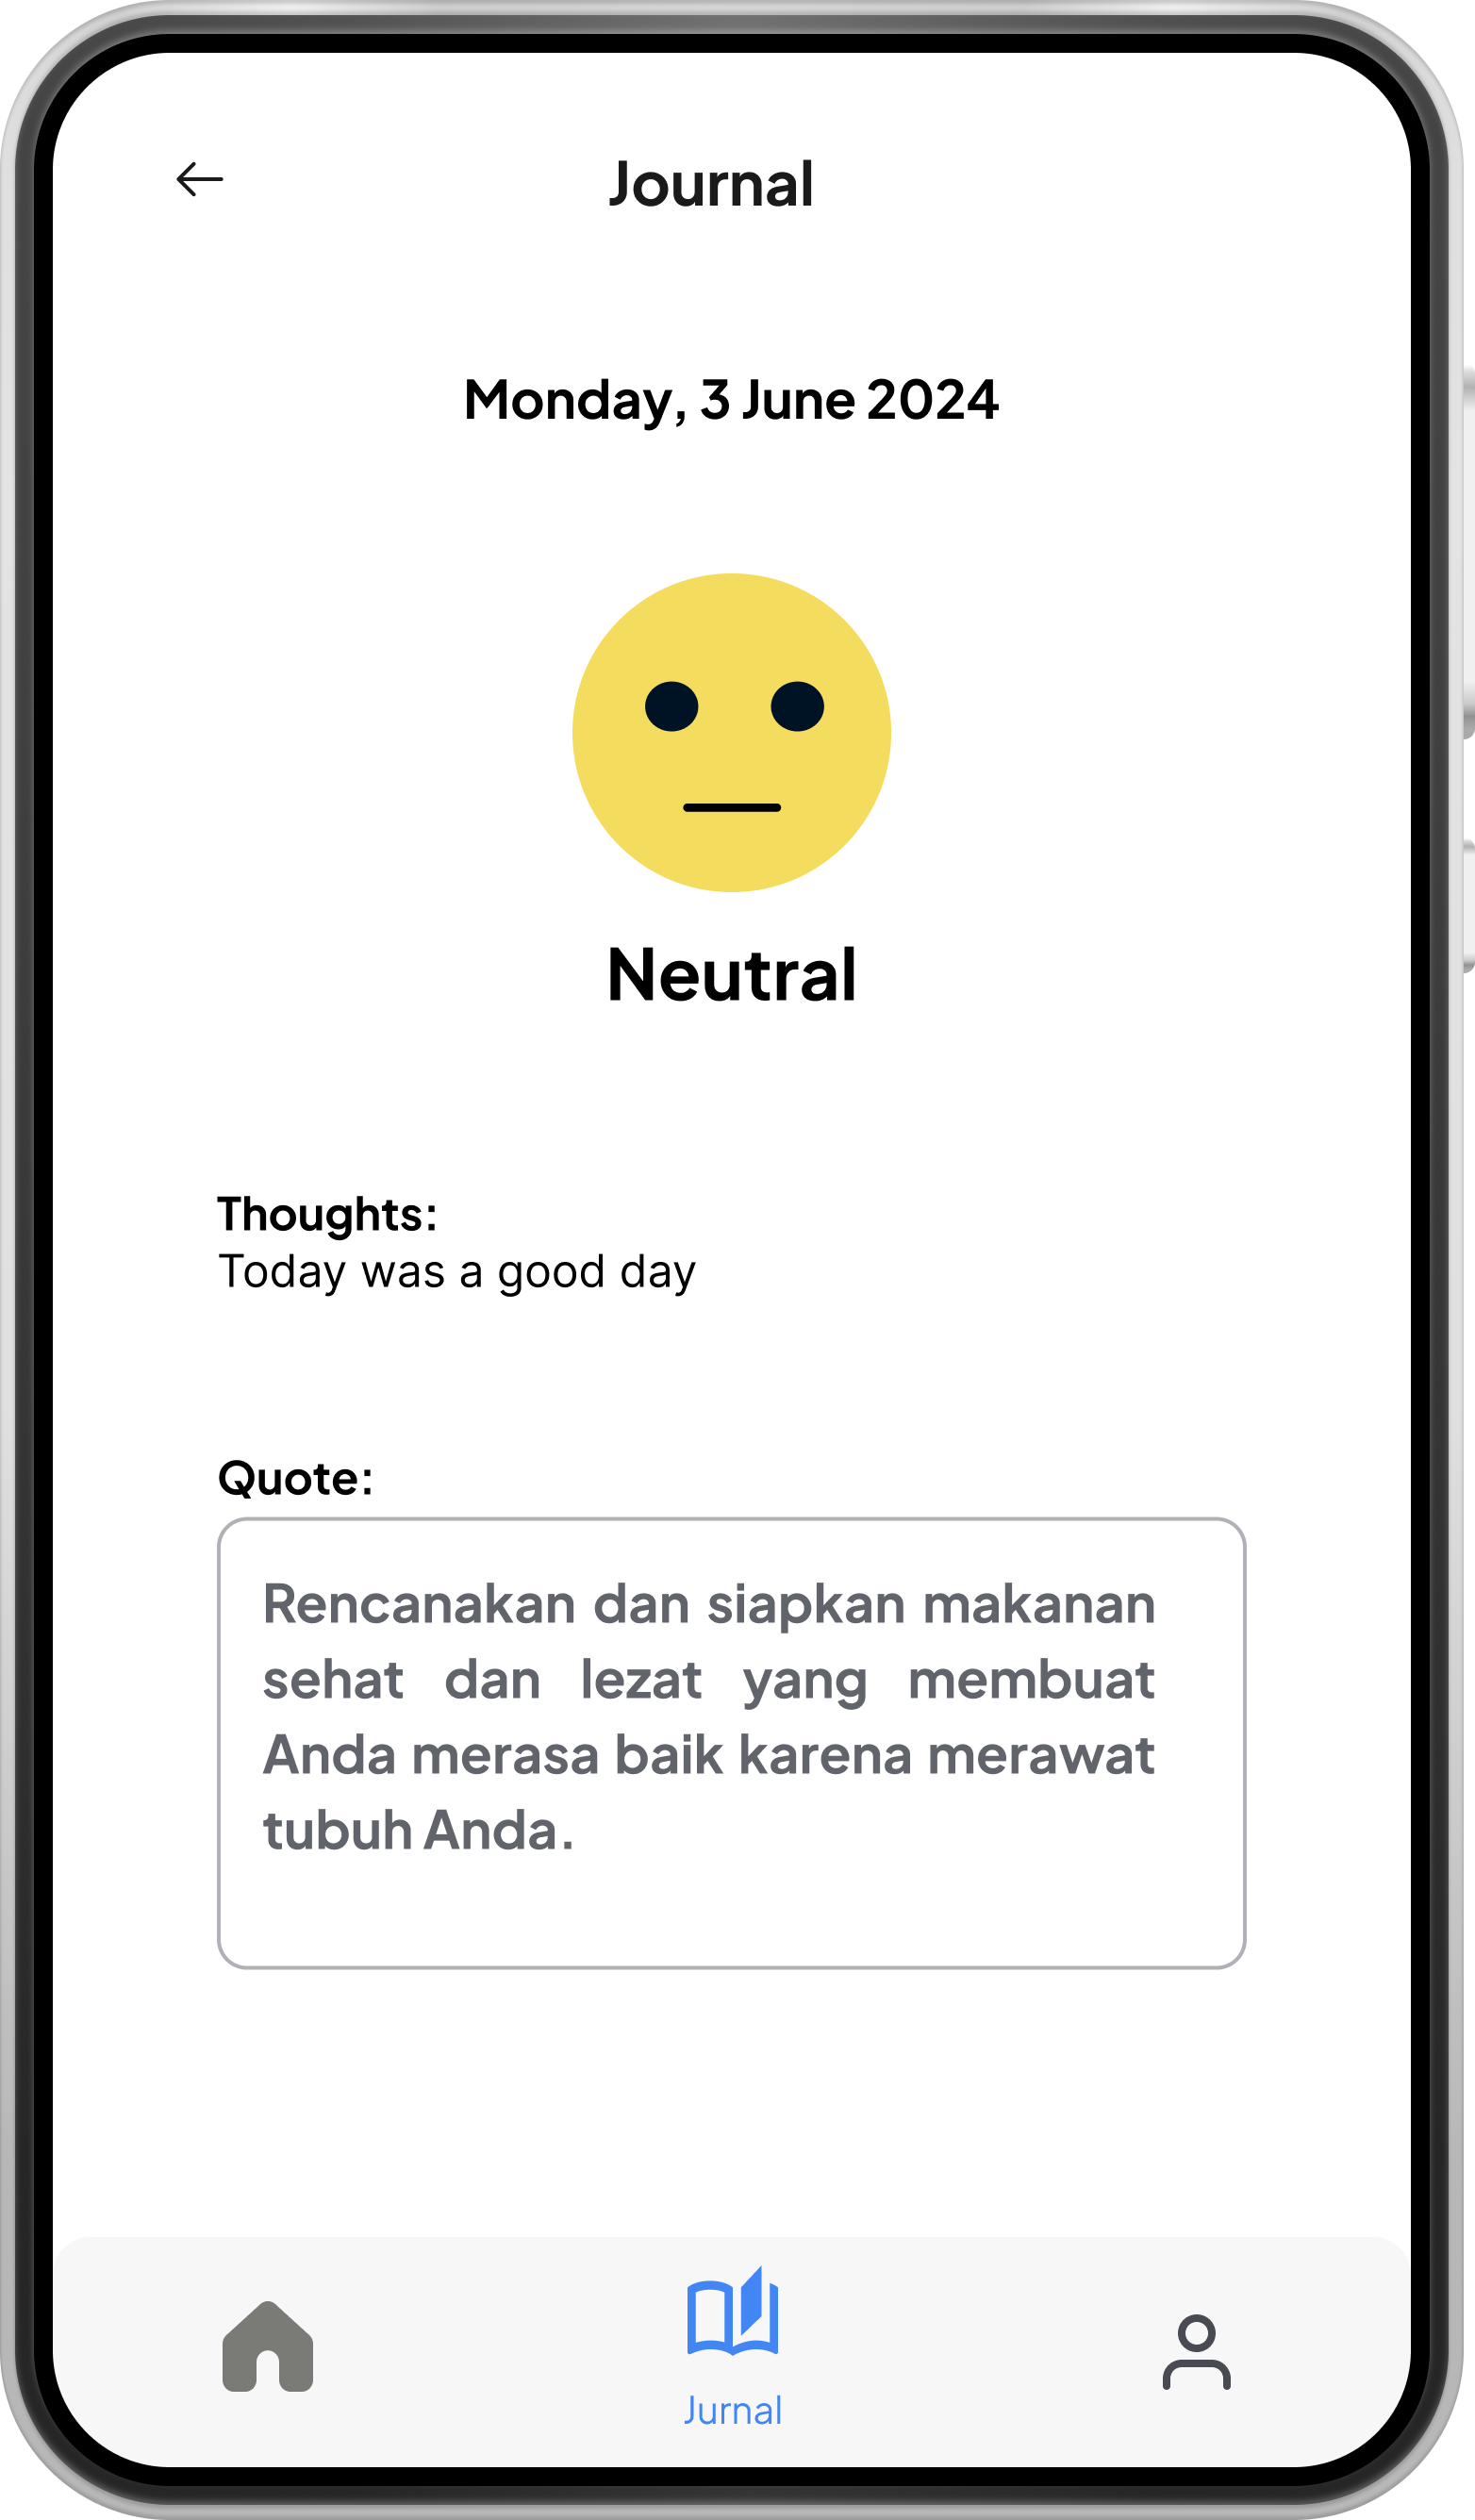 Journal
Monday, 3 June 2024
Neutral
Thoughts:
Today was a good day
Quote:
Rencanakan dan siapkan makanan
sehat dan lezat yang membuat
Anda merasa baik karena merawat
tubuh Anda.
Jurnal